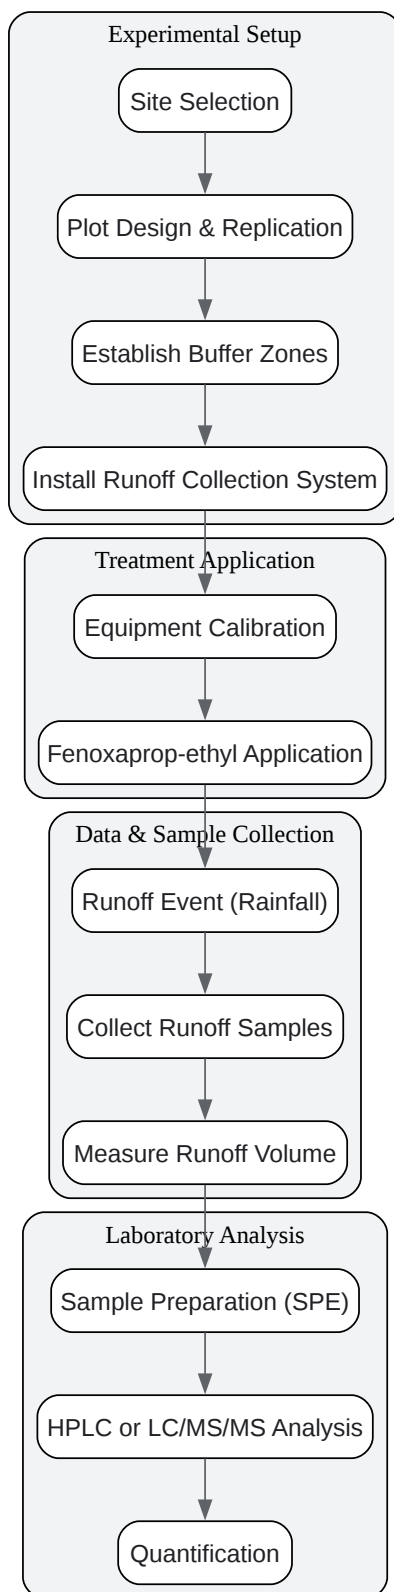 Experimental Setup
Site Selection
Plot Design & Replication
Establish Buffer Zones
Install Runoff Collection System
Treatment Application
Equipment Calibration
Fenoxaprop-ethyl Application
Data & Sample Collection
Runoff Event (Rainfall)
Collect Runoff Samples
Measure Runoff Volume
Laboratory Analysis
Sample Preparation (SPE)
HPLC or LC/MS/MS Analysis
Quantification